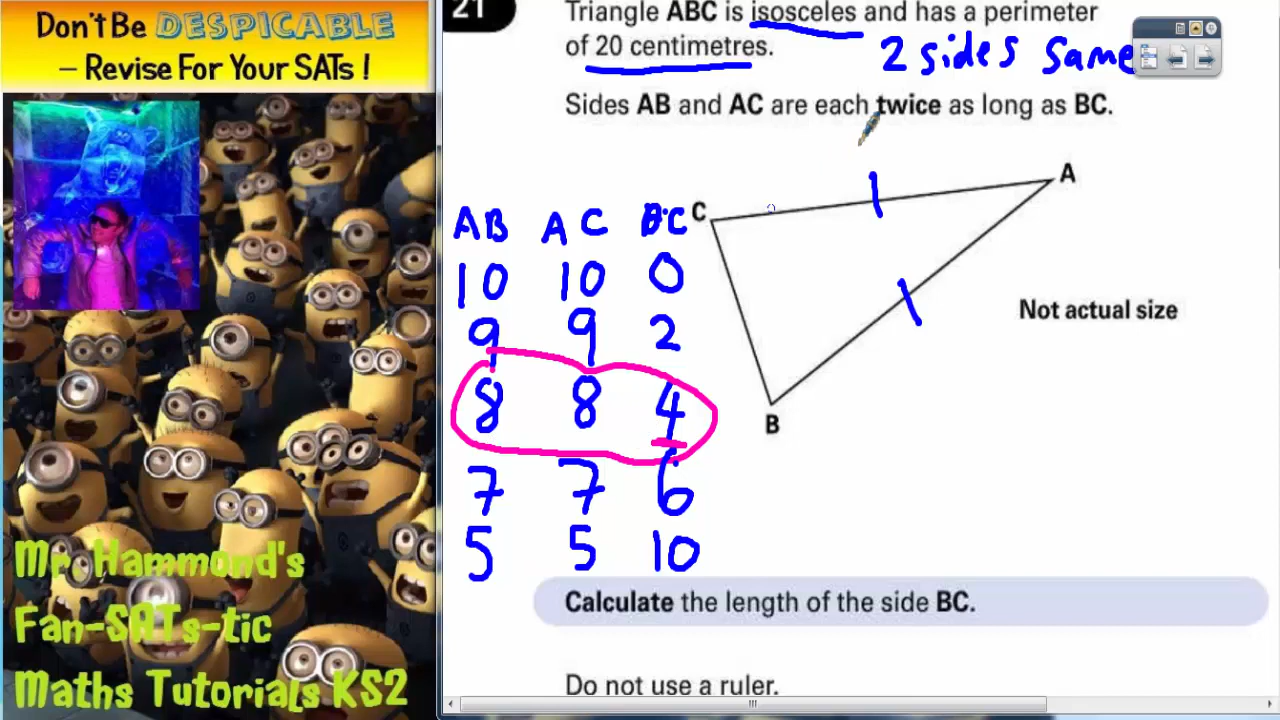 Don't Be DESPICABLE
– Revise For Your SATs !
Mr. Hammond's
Fan-SATs-tic
Maths Tutorials KS2
21
Triangle ABC is isosceles and has a perimeter
of 20 centimetres.
2 sides same
Sides AB and AC are each twice as long as BC.
A
C
B
Not actual size
AB AC BC
10 10 0
9 9 2
8 8 4
7 7 6
5 5 10
Calculate the length of the side BC.
Do not use a ruler.